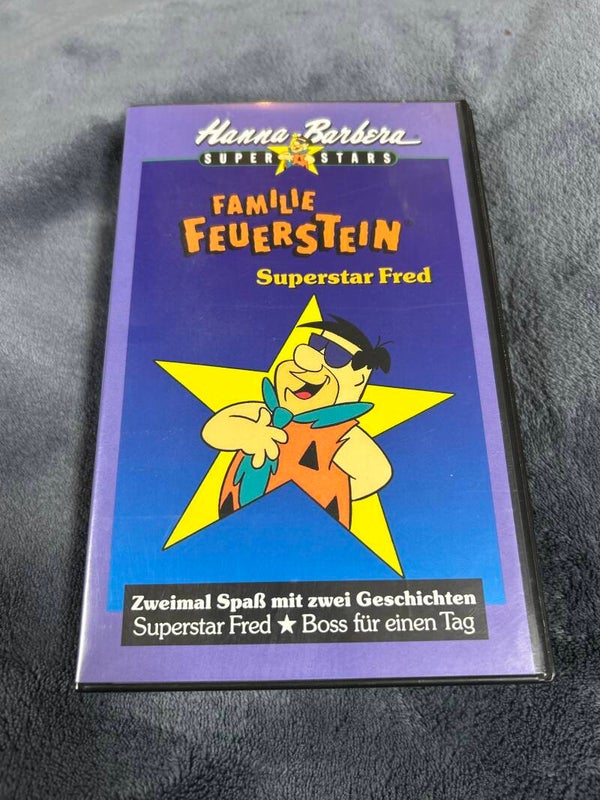 Hanna-Barbera
SUPER STARS
FAMILIE
FEUERSTEIN®
Superstar Fred
Zweimal Spaß mit zwei Geschichten
Superstar Fred ★ Boss für einen Tag